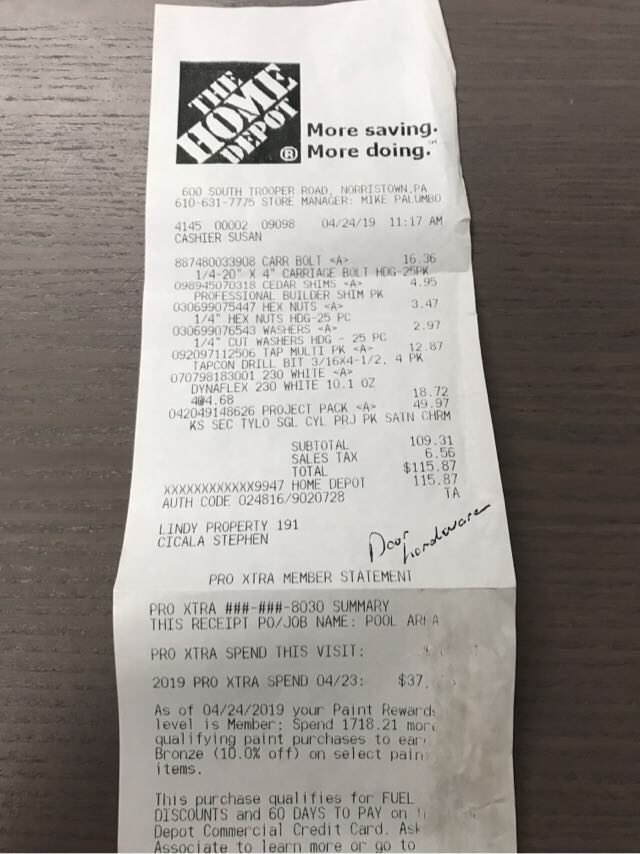 THE
HOME
DEPOT
®
More saving.
More doing.℠
600 SOUTH TROOPER ROAD, NORRISTOWN,PA
610-631-7775 STORE MANAGER: MIKE PALUMBO
4145 00002 09098 04/24/19 11:17 AM
CASHIER SUSAN
887480033908 CARR BOLT <A> 16.36
1/4-20" X 4" CARRIAGE BOLT HDG-25PK
098945070318 CEDAR SHIMS <A> 4.95
PROFESSIONAL BUILDER SHIM PK
030699075447 HEX NUTS <A> 3.47
1/4" HEX NUTS HDG-25 PC
030699076543 WASHERS <A> 2.97
1/4" CUT WASHERS HDG - 25 PC
092097112506 TAP MULTI PK <A> 12.87
TAPCON DRILL BIT 3/16X4-1/2, 4 PK
070798183001 230 WHITE <A>
DYNAFLEX 230 WHITE 10.1 OZ
4@4.68 18.72
042049148626 PROJECT PACK <A> 49.97
KS SEC TYLO SGL CYL PRJ PK SATN CHRM
SUBTOTAL 109.31
SALES TAX 6.56
TOTAL $115.87
XXXXXXXXXXXX9947 HOME DEPOT 115.87
AUTH CODE 024816/9020728 TA
LINDY PROPERTY 191
CICALA STEPHEN
Door
hardware
PRO XTRA MEMBER STATEMENT
PRO XTRA ###-###-8030 SUMMARY
THIS RECEIPT PO/JOB NAME: POOL AREA
PRO XTRA SPEND THIS VISIT: $
2019 PRO XTRA SPEND 04/23: $37,
As of 04/24/2019 your Paint Rewards
level is Member; Spend 1718.21 more
qualifying paint purchases to earn
Bronze (10.0% off) on select pain
items.
This purchase qualifies for FUEL
DISCOUNTS and 60 DAYS TO PAY on
Depot Commercial Credit Card. Ask
Associate to learn more or go to